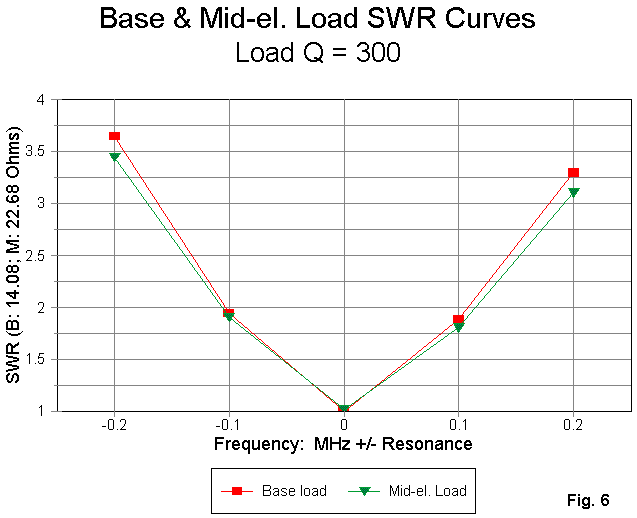 Base & Mid-el. Load SWR Curves
Load Q = 300
SWR (B: 14.08; M: 22.68 Ohms)
4
3.5
3
2.5
2
1.5
1
-0.2
-0.1
0
0.1
0.2
Frequency: MHz +/- Resonance
Base load
Mid-el. Load
Fig. 6